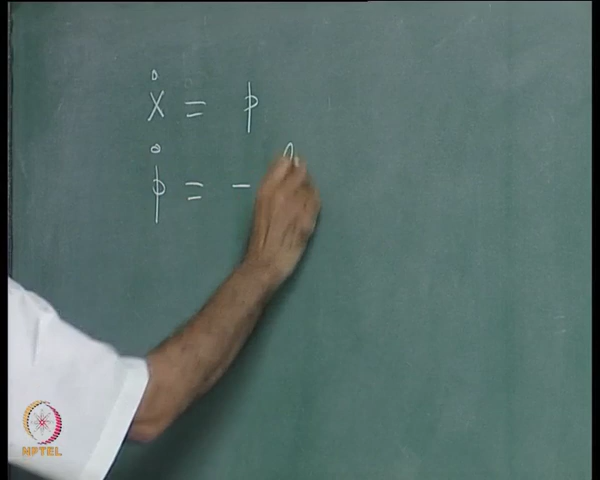 ẋ = p
ṗ = -
NPTEL